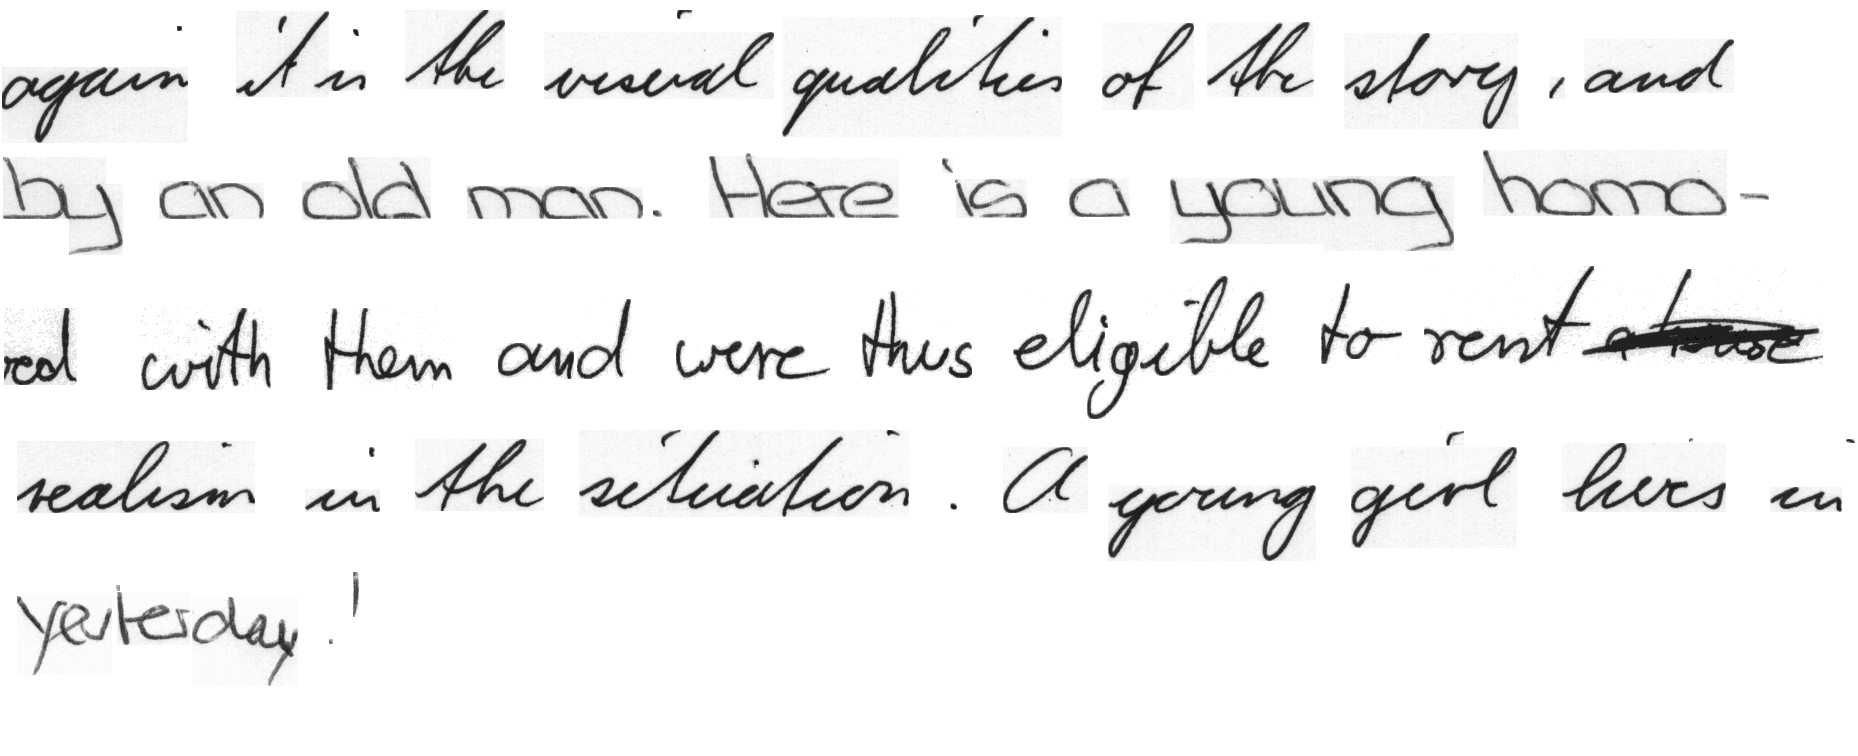 again it is the visual qualities of the story, and
by an old man. Here is a young homo-
red with them and were thus eligible to rent
realism in the situation. A young girl lives in
yesterday.'